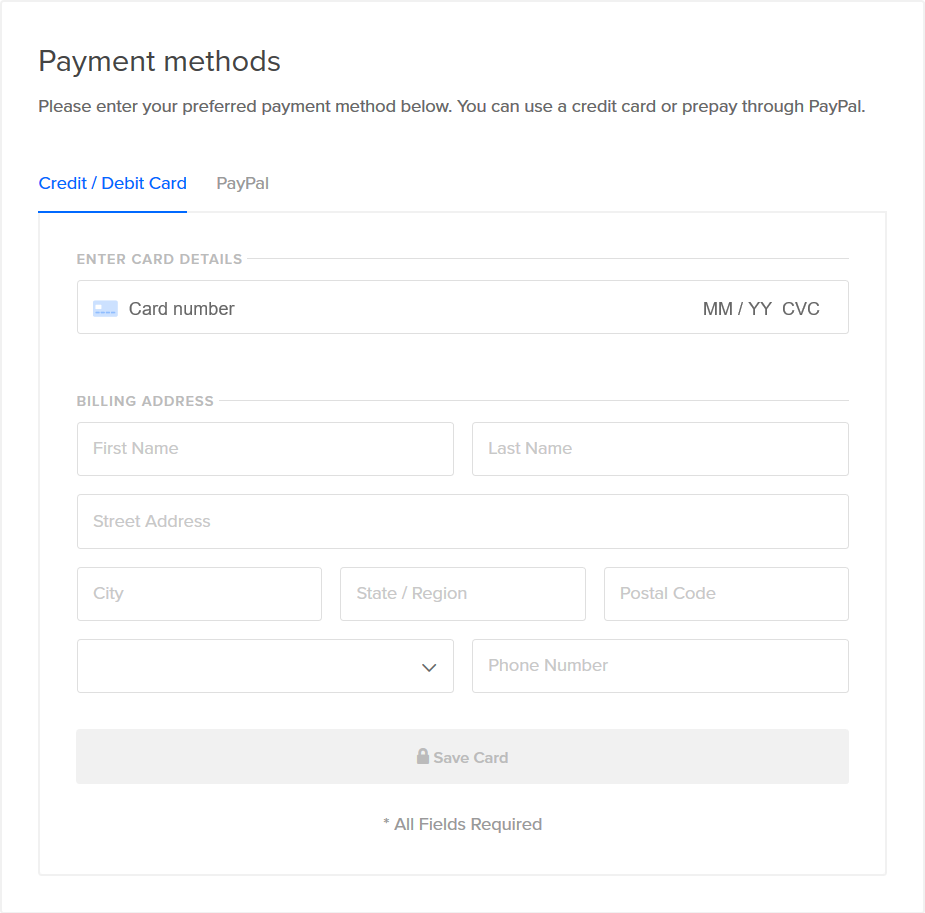 Payment methods
Please enter your preferred payment method below. You can use a credit card or prepay through PayPal.
Credit / Debit Card PayPal
ENTER CARD DETAILS
Card number MM / YY CVC
BILLING ADDRESS
First Name Last Name
Street Address
City State / Region Postal Code
Phone Number
Save Card
* All Fields Required